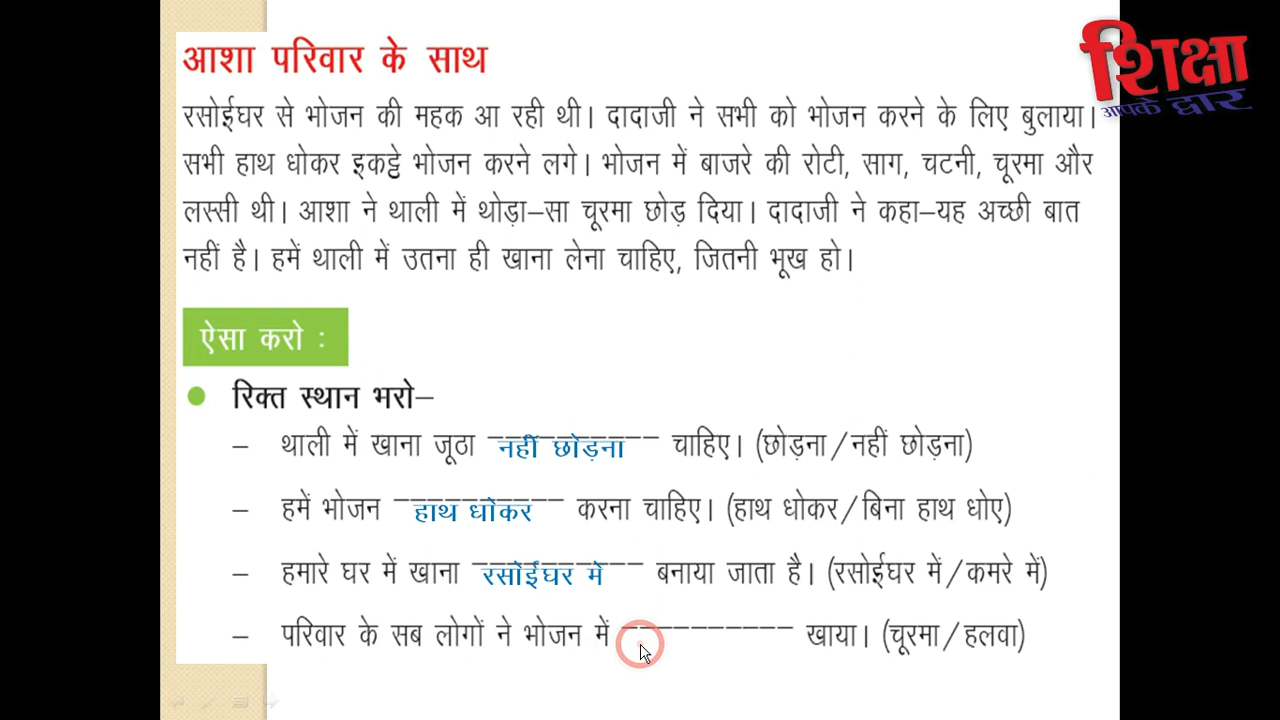 शिक्षा
आपके द्वार
आशा परिवार के साथ
रसोईघर से भोजन की महक आ रही थी। दादाजी ने सभी को भोजन करने के लिए बुलाया।
सभी हाथ धोकर इकट्ठे भोजन करने लगे। भोजन में बाजरे की रोटी, साग, चटनी, चूरमा और
लस्सी थी। आशा ने थाली में थोड़ा-सा चूरमा छोड़ दिया। दादाजी ने कहा-यह अच्छी बात
नहीं है। हमें थाली में उतना ही खाना लेना चाहिए, जितनी भूख हो।
ऐसा करो :
रिक्त स्थान भरो-
- थाली में खाना जूठा नहीं छोड़ना चाहिए। (छोड़ना/नहीं छोड़ना)
- हमें भोजन हाथ धोकर करना चाहिए। (हाथ धोकर/बिना हाथ धोए)
- हमारे घर में खाना रसोईघर में बनाया जाता है। (रसोईघर में/कमरे में)
- परिवार के सब लोगों ने भोजन में __________ खाया। (चूरमा/हलवा)